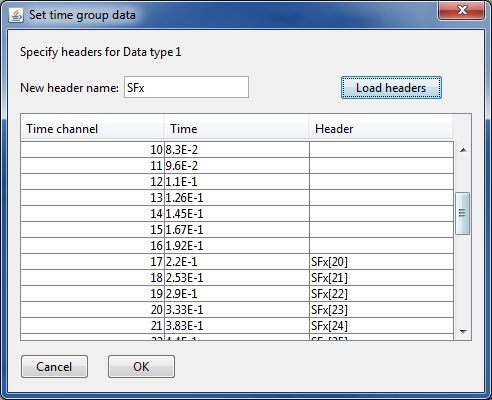 Set time group data
Specify headers for Data type 1
New header name: SFx Load headers
Time channel Time Header
10 8.3E-2
11 9.6E-2
12 1.1E-1
13 1.26E-1
14 1.45E-1
15 1.67E-1
16 1.92E-1
17 2.2E-1 SFx[20]
18 2.53E-1 SFx[21]
19 2.9E-1 SFx[22]
20 3.33E-1 SFx[23]
21 3.83E-1 SFx[24]
Cancel OK